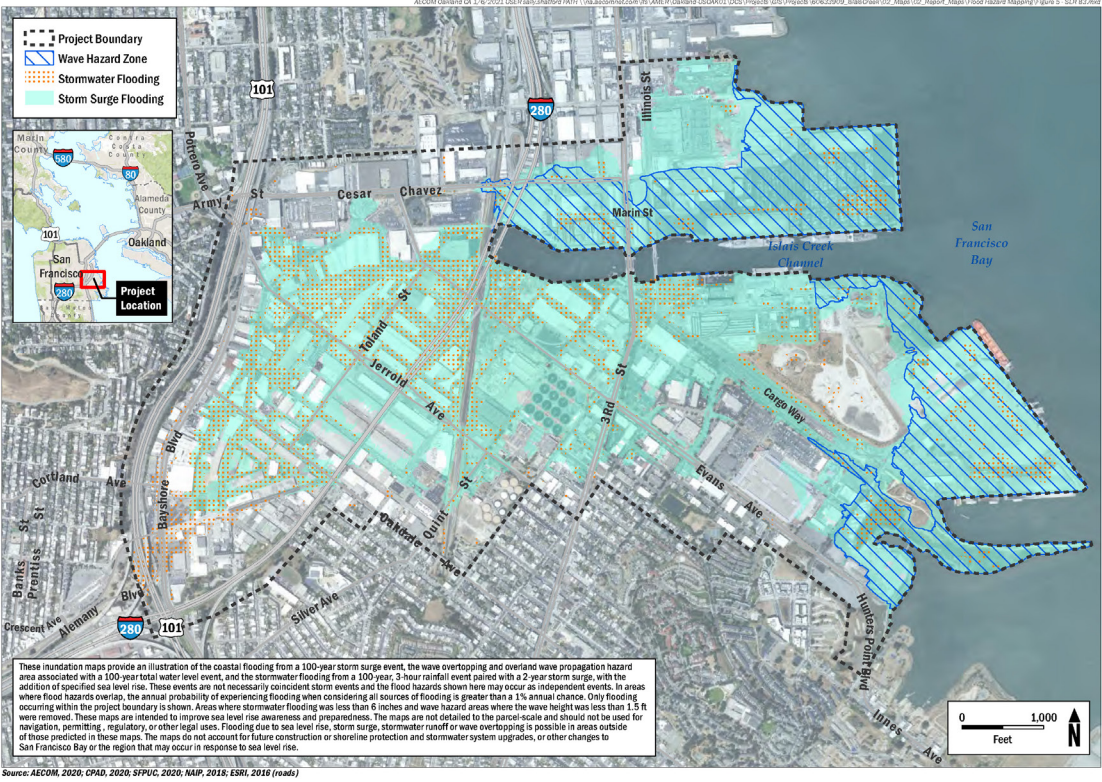 AECOM Oakland CA 1/6/2021 USER
Project Boundary
Wave Hazard Zone
Stormwater Flooding
Storm Surge Flooding
Marin
County
Contra
Costa
County
580
80
Alameda
County
101
Oakland
San
Francisco
280
Project
Location
101
280
Illinois St
Potrero Ave
Army
St
Cesar Chavez
Marin St
Islais Creek
Channel
San
Francisco
Bay
Toland St
Jerrold Ave
3Rd St
Cargo Way
Evans Ave
Cortland Ave
Bayshore Blvd
Quint St
Oakdale Ave
Banks St
Prentiss St
Silver Ave
Crescent Ave
Alemany Blvd
280
101
Hunters Point Blvd
Innes Ave
These inundation maps provide an illustration of the coastal flooding from a 100-year storm surge event, the wave overtopping and overland wave propagation hazard
area associated with a 100-year total water level event, and the stormwater flooding from a 100-year, 3-hour rainfall event paired with a 2-year storm surge, with the
addition of specified sea level rise. These events are not necessarily coincident storm events and the flood hazards shown here may occur as independent events. In areas
where flood hazards overlap, the annual probability of experiencing flooding when considering all sources of flooding is greater than a 1% annual chance. Only flooding
occurring within the project boundary is shown. Areas where stormwater flooding was less than 6 inches and wave hazard areas where the wave height was less than 1.5 ft
were removed. These maps are intended to improve sea level rise awareness and preparedness. The maps are not detailed to the parcel-scale and should not be used for
navigation, permitting , regulatory, or other legal uses. Flooding due to sea level rise, storm surge, stormwater runoff or wave overtopping is possible in areas outside
of those predicted in these maps. The maps do not account for future construction or shoreline protection and stormwater system upgrades, or other changes to
San Francisco Bay or the region that may occur in response to sea level rise.
0 1,000
Feet
N
Source: AECOM, 2020; CPAD, 2020; SFPUC, 2020; NAIP, 2018; ESRI, 2016 (roads)